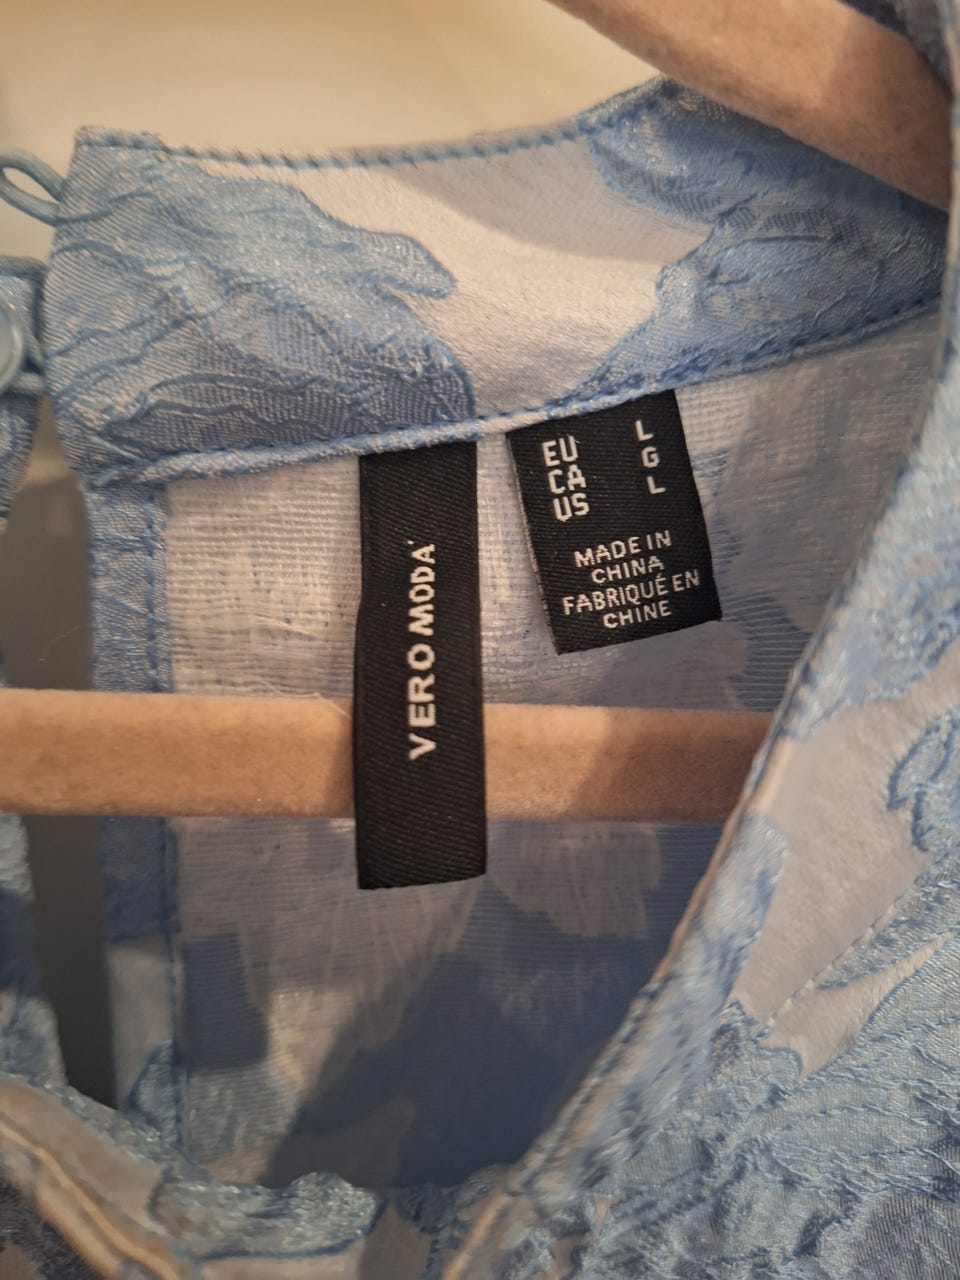 VERO MODA
EU L
CA G
US L
MADE IN
CHINA
FABRIQUÉ EN
CHINE